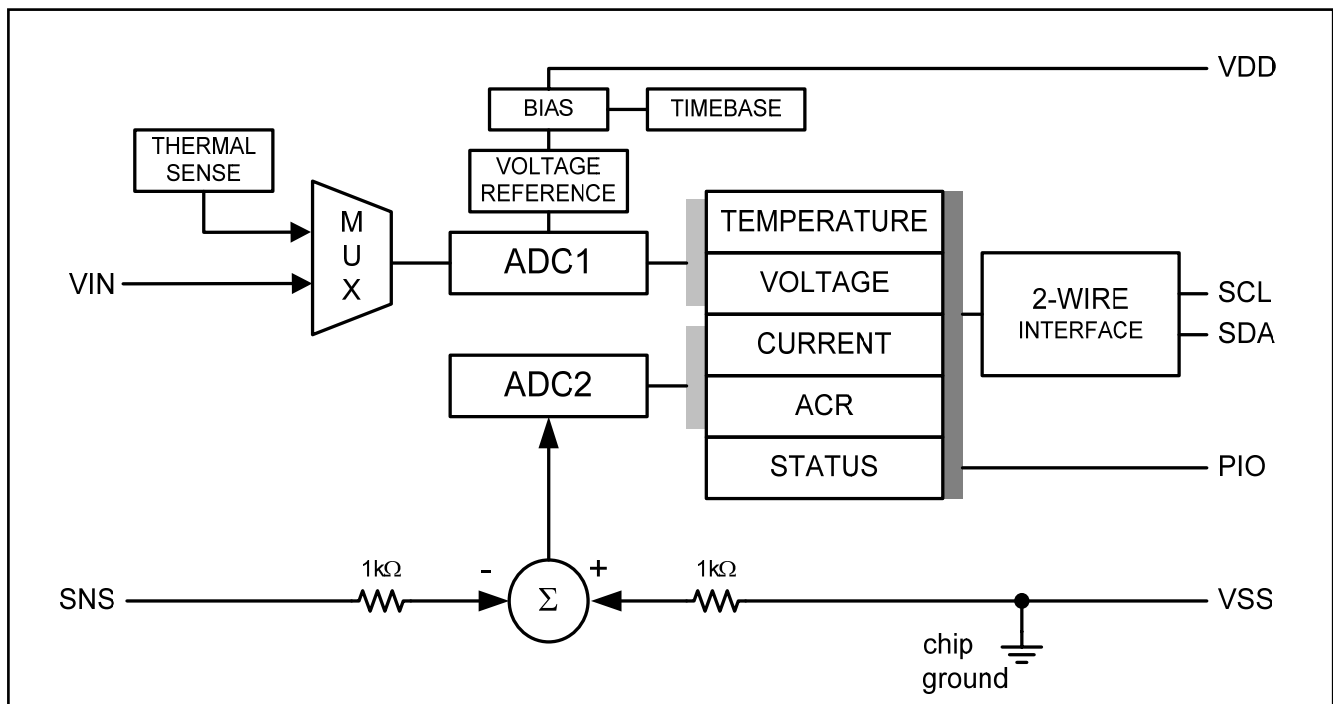 VDD
BIAS
TIMEBASE
THERMAL
SENSE
VOLTAGE
REFERENCE
M
U
X
ADC1
TEMPERATURE
VIN
VOLTAGE
2-WIRE
INTERFACE
SCL
SDA
CURRENT
ADC2
ACR
STATUS
PIO
1kΩ
-
+
1kΩ
SNS
Σ
VSS
chip
ground